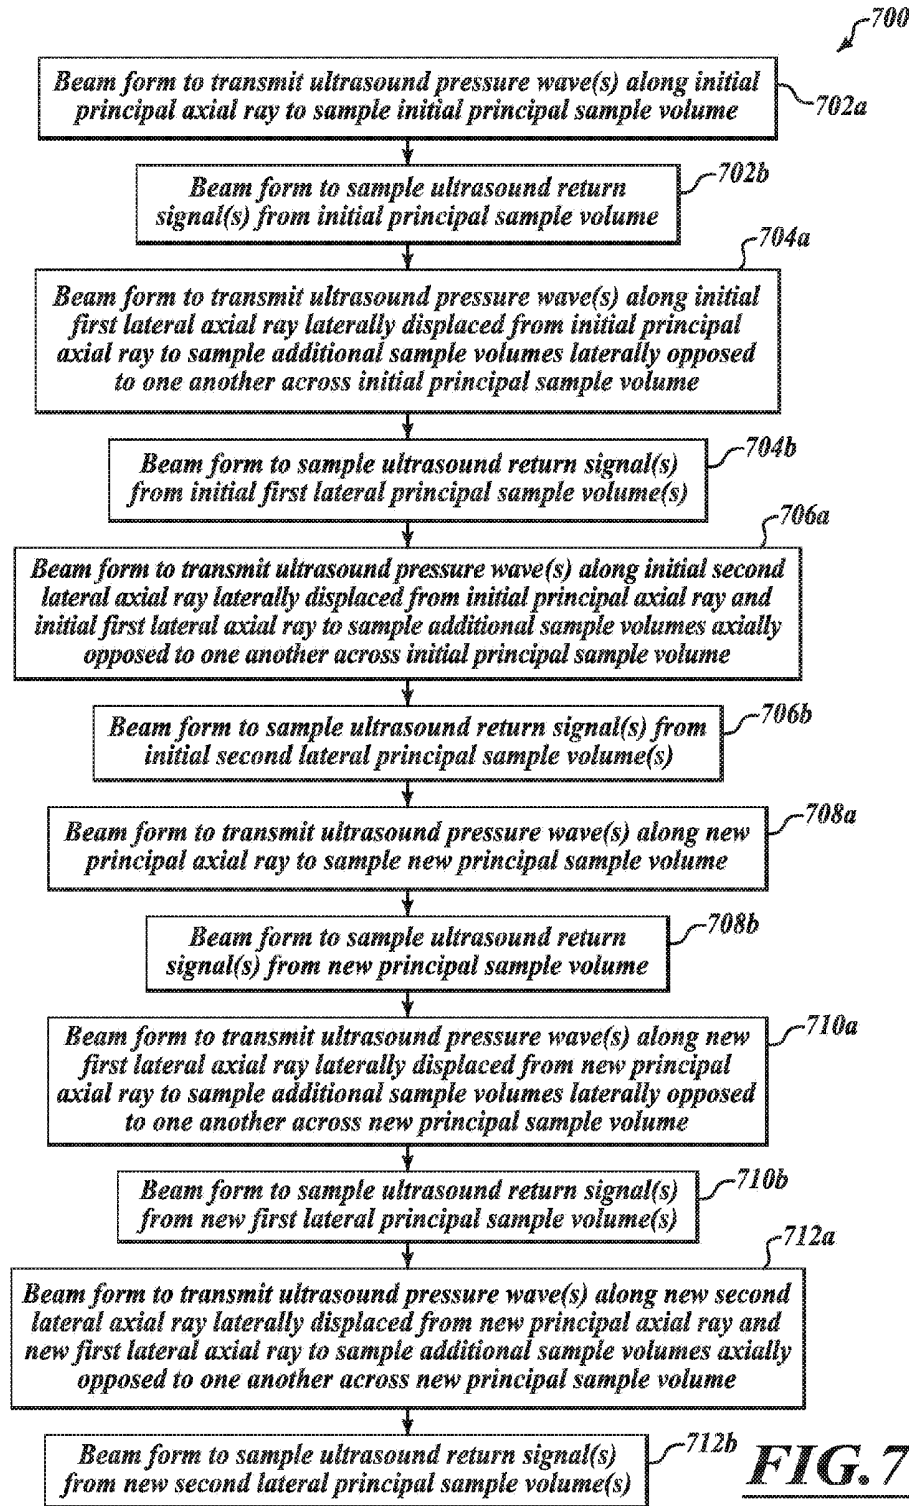 700
Beam form to transmit ultrasound pressure wave(s) along initial
principal axial ray to sample initial principal sample volume
702a
Beam form to sample ultrasound return
signal(s) from initial principal sample volume
702b
704a
Beam form to transmit ultrasound pressure wave(s) along initial
first lateral axial ray laterally displaced from initial principal
axial ray to sample additional sample volumes laterally opposed
to one another across initial principal sample volume
Beam form to sample ultrasound return signal(s)
from initial first lateral principal sample volume(s)
704b
706a
Beam form to transmit ultrasound pressure wave(s) along initial second
lateral axial ray laterally displaced from initial principal axial ray and
initial first lateral axial ray to sample additional sample volumes axially
opposed to one another across initial principal sample volume
Beam form to sample ultrasound return signal(s) from
initial second lateral principal sample volume(s)
706b
Beam form to transmit ultrasound pressure wave(s) along new
principal axial ray to sample new principal sample volume
708a
Beam form to sample ultrasound return
signal(s) from new principal sample volume
708b
Beam form to transmit ultrasound pressure wave(s) along new
first lateral axial ray laterally displaced from new principal
axial ray to sample additional sample volumes laterally opposed
to one another across new principal sample volume
710a
Beam form to sample ultrasound return signal(s)
from new first lateral principal sample volume(s)
710b
712a
Beam form to transmit ultrasound pressure wave(s) along new second
lateral axial ray laterally displaced from new principal axial ray and
new first lateral axial ray to sample additional sample volumes axially
opposed to one another across new principal sample volume
Beam form to sample ultrasound return signal(s)
from new second lateral principal sample volume(s)
712b
FIG. 7